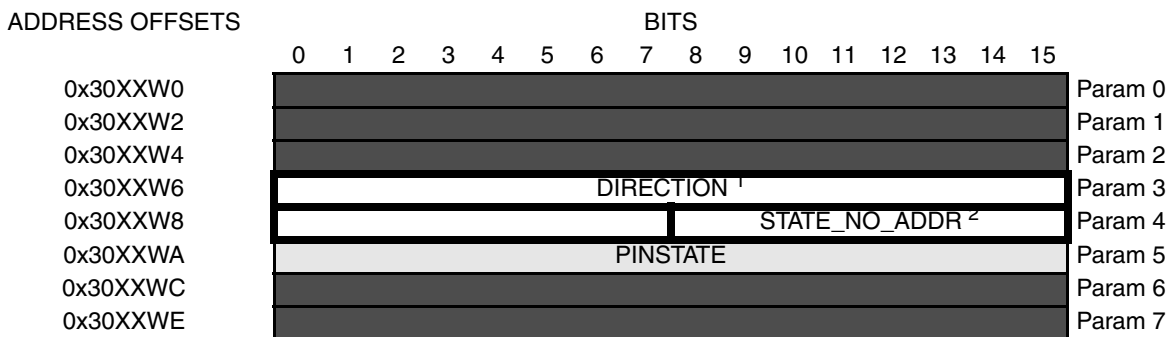 ADDRESS OFFSETS BITS
0 1 2 3 4 5 6 7 8 9 10 11 12 13 14 15
0x30XXW0 Param 0
0x30XXW2 Param 1
0x30XXW4 Param 2
0x30XXW6 DIRECTION 1 Param 3
0x30XXW8 STATE_NO_ADDR 2 Param 4
0x30XXWA PINSTATE Param 5
0x30XXWC Param 6
0x30XXWE Param 7